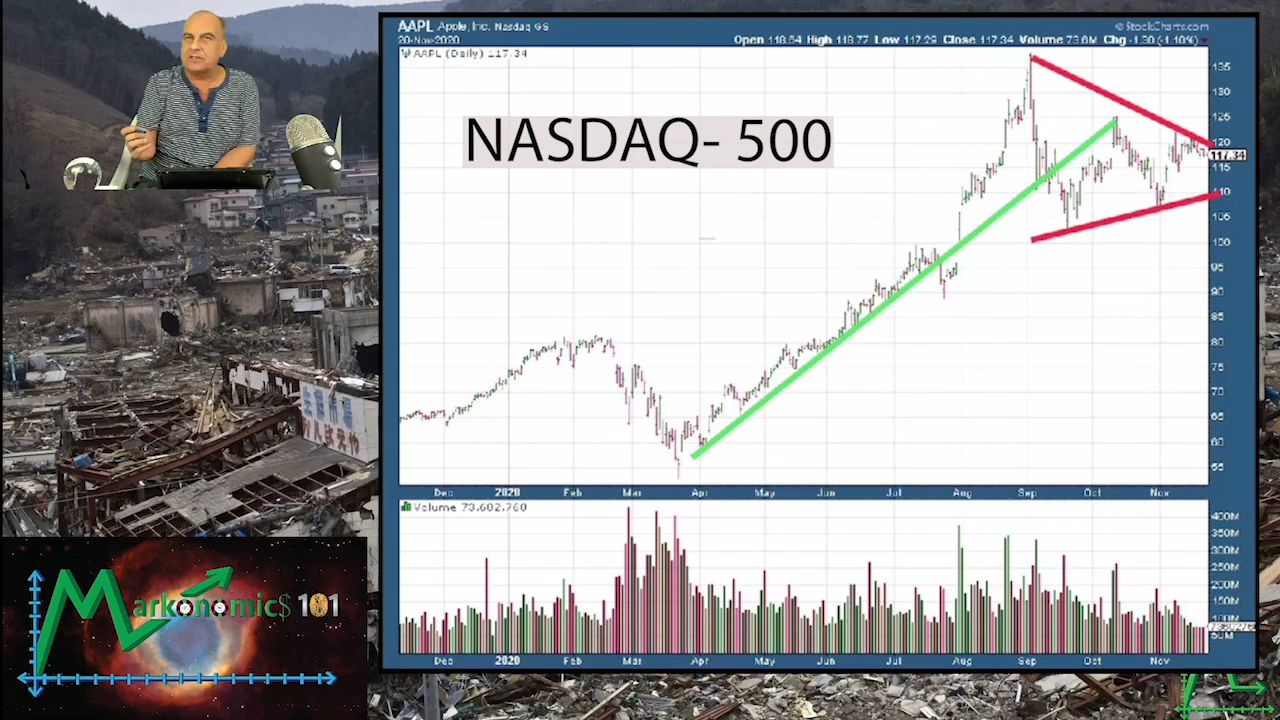 AAPL Apple, Inc. Nasdaq GS
© StockCharts.com
20-Nov-2020
Open 118.64 High 118.77 Low 117.29 Close 117.34 Volume 73.6M Chg -1.30 (-1.10%)
AAPL (Daily) 117.34
NASDAQ- 500
135
130
125
120
117.34
115
110
105
100
95
90
85
80
75
70
65
60
55
Dec 2020 Feb Mar Apr May Jun Jul Aug Sep Oct Nov
Volume 73,602,760
400M
350M
300M
250M
200M
150M
100M
50M
Dec 2020 Feb Mar Apr May Jun Jul Aug Sep Oct Nov
Markonomic$ 101